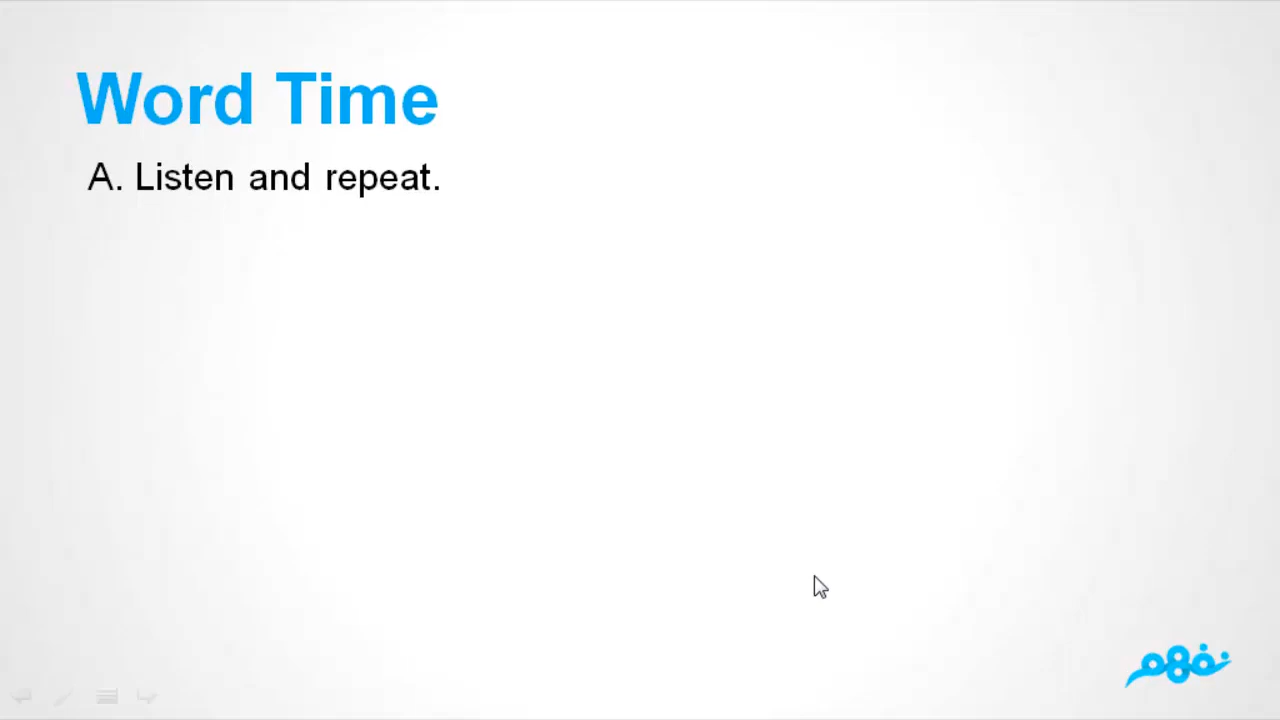 Word Time
A. Listen and repeat.
نفهم